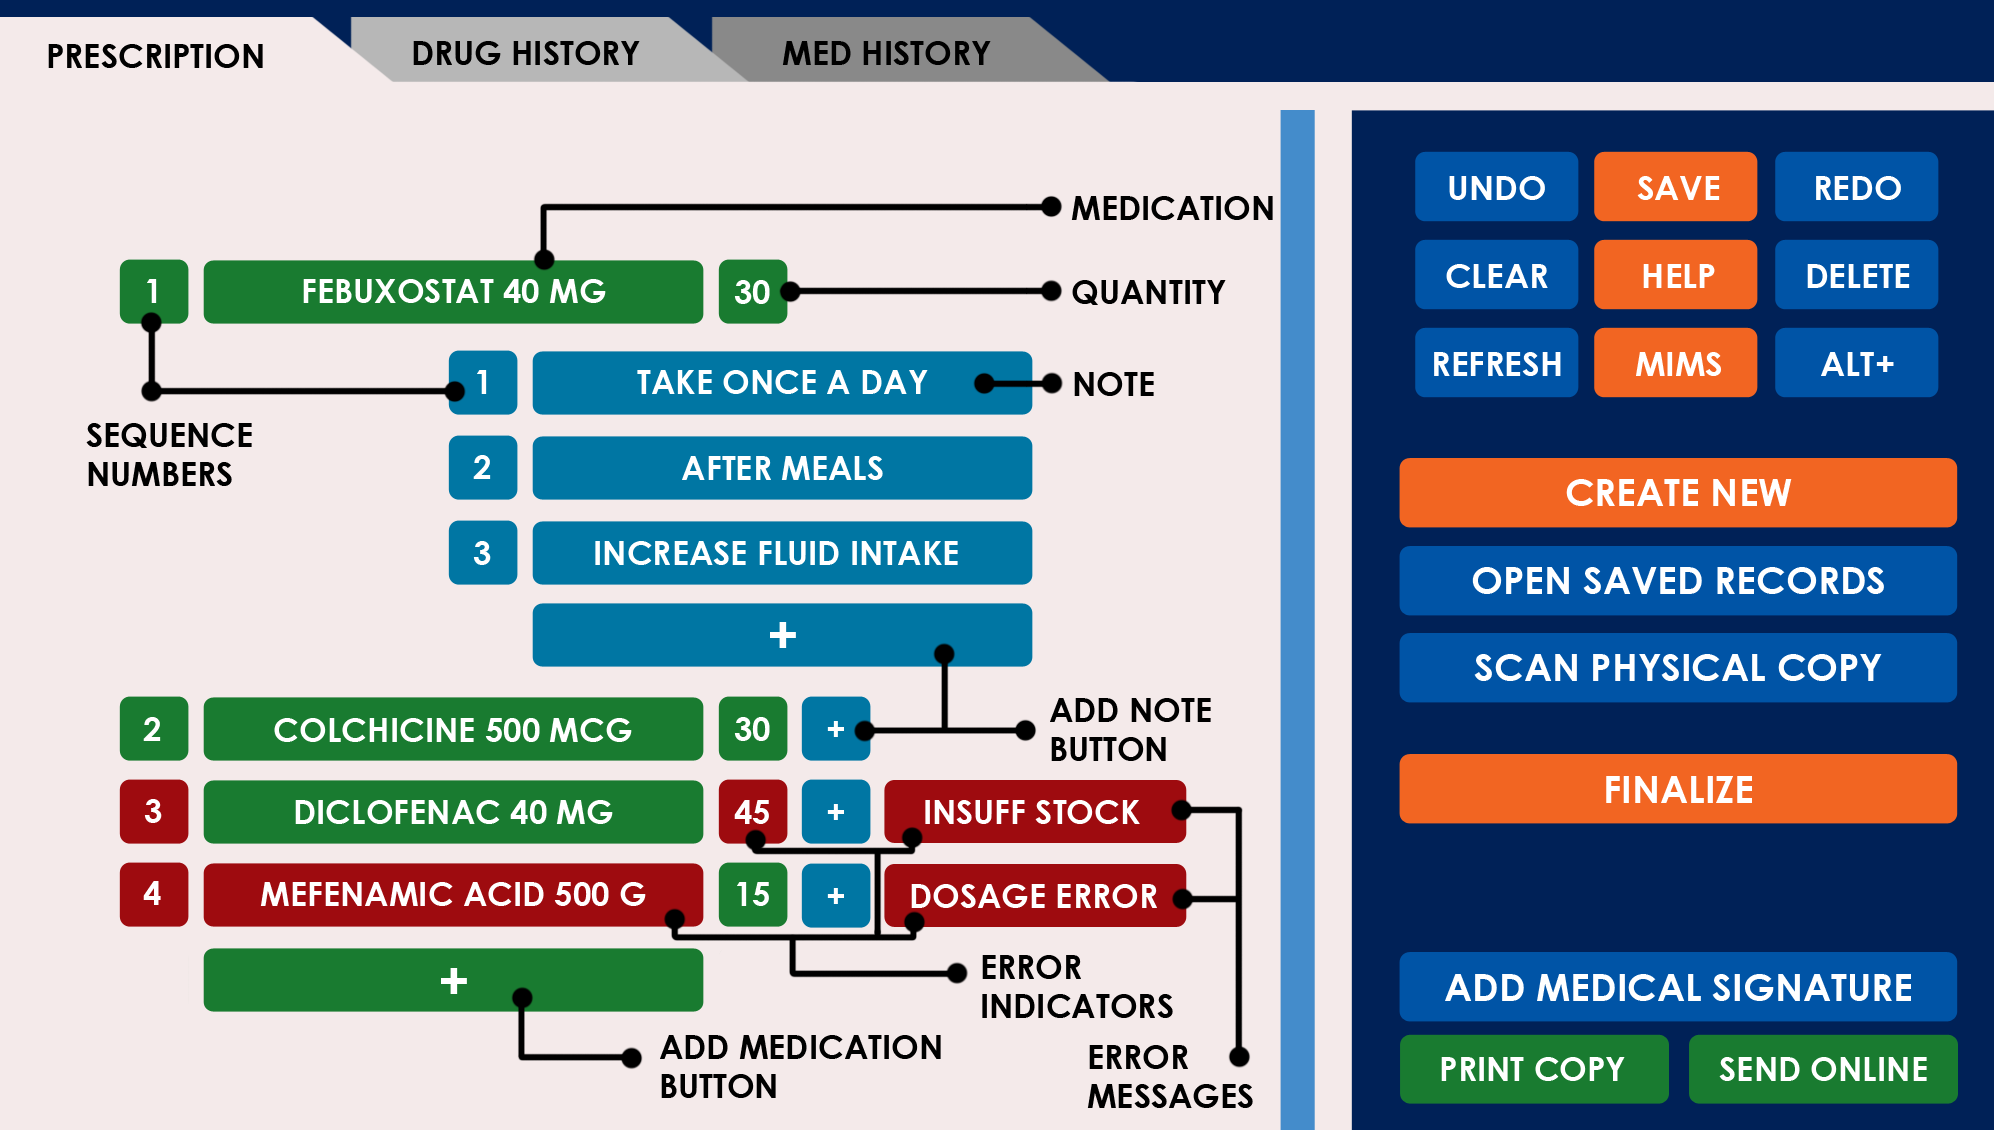 PRESCRIPTION
DRUG HISTORY
MED HISTORY
MEDICATION
1
FEBUXOSTAT 40 MG
30
QUANTITY
1
TAKE ONCE A DAY
NOTE
SEQUENCE
NUMBERS
2
AFTER MEALS
3
INCREASE FLUID INTAKE
+
2
COLCHICINE 500 MCG
30
+
ADD NOTE
BUTTON
3
DICLOFENAC 40 MG
45
+
INSUFF STOCK
4
MEFENAMIC ACID 500 G
15
+
DOSAGE ERROR
+
ERROR
INDICATORS
ADD MEDICATION
BUTTON
ERROR
MESSAGES
UNDO
SAVE
REDO
CLEAR
HELP
DELETE
REFRESH
MIMS
ALT+
CREATE NEW
OPEN SAVED RECORDS
SCAN PHYSICAL COPY
FINALIZE
ADD MEDICAL SIGNATURE
PRINT COPY
SEND ONLINE